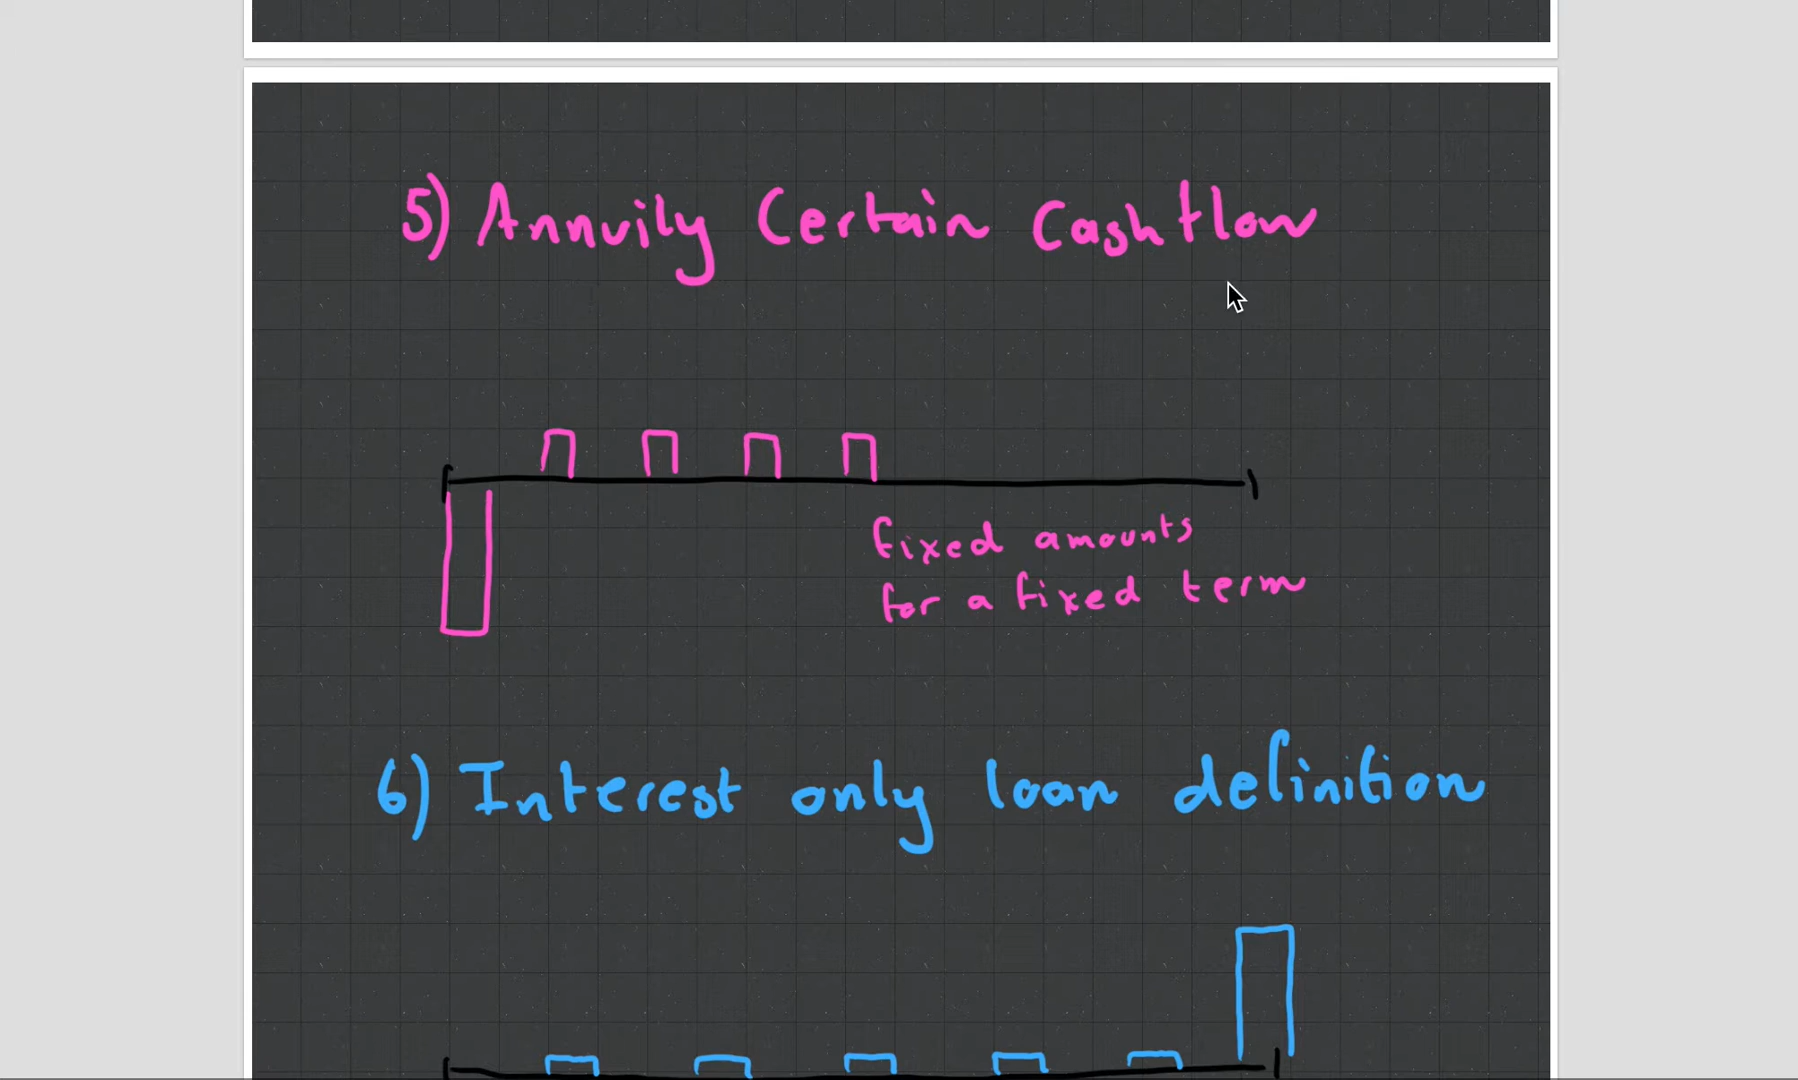 5) Annuity Certain Cashflow
fixed amounts
for a fixed term
6) Interest only loan definition